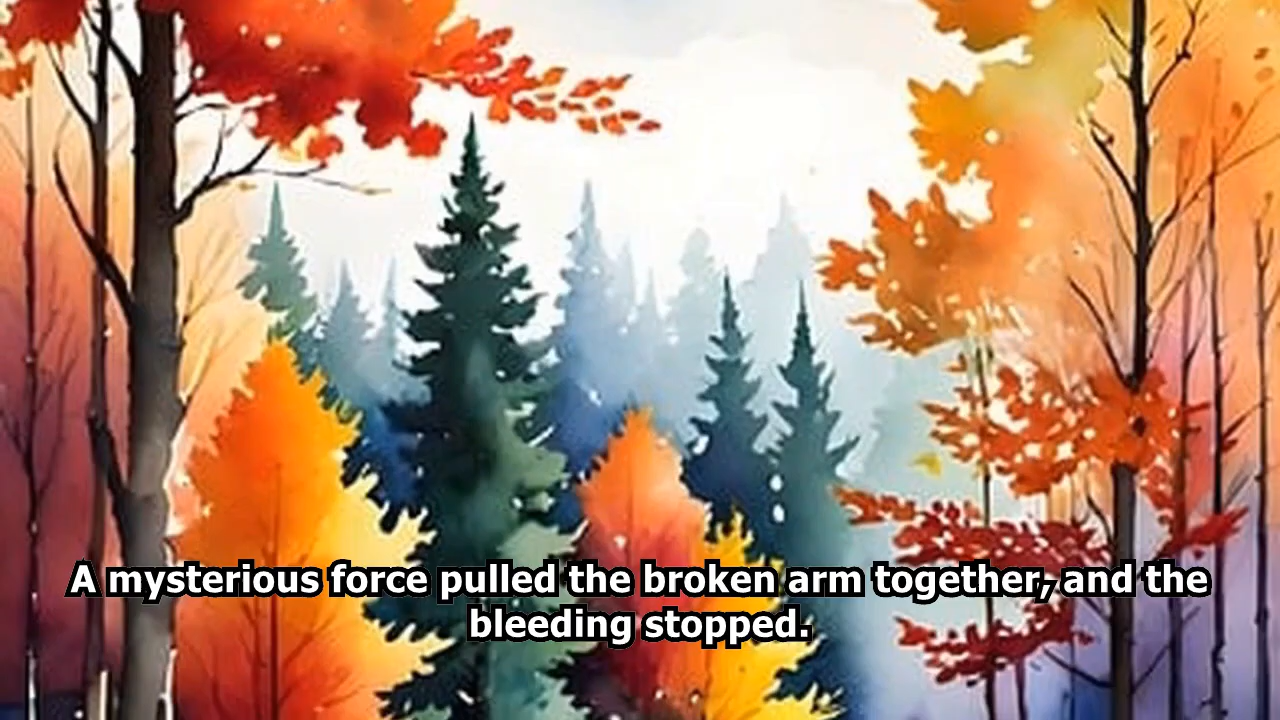 A mysterious force pulled the broken arm together, and the
bleeding stopped.